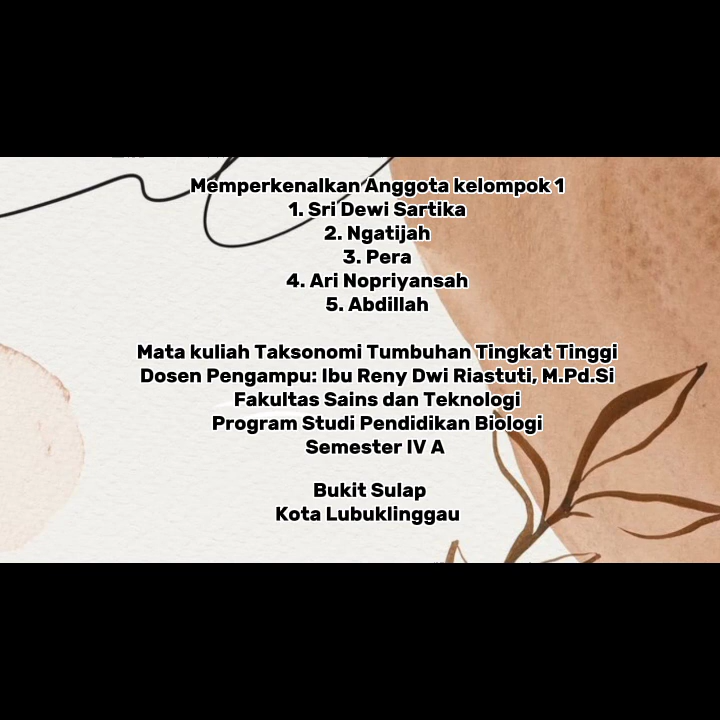 Memperkenalkan Anggota kelompok 1
1. Sri Dewi Sartika
2. Ngatijah
3. Pera
4. Ari Nopriyansah
5. Abdillah
Mata kuliah Taksonomi Tumbuhan Tingkat Tinggi
Dosen Pengampu: Ibu Reny Dwi Riastuti, M.Pd.Si
Fakultas Sains dan Teknologi
Program Studi Pendidikan Biologi
Semester IV A
Bukit Sulap
Kota Lubuklinggau